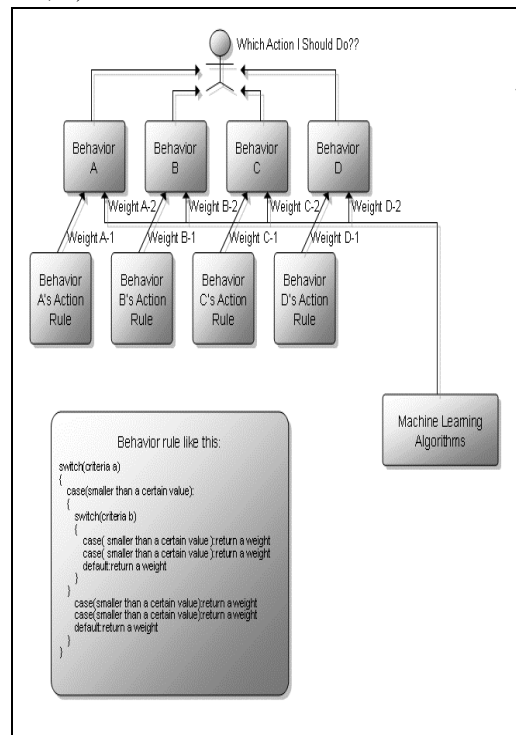 Which Action I Should Do??
Behavior
A
Behavior
B
Behavior
C
Behavior
D
Weight A-2
Weight B-2
Weight C-2
Weight D-2
Weight A-1
Weight B-1
Weight C-1
Weight D-1
Behavior
A's Action
Rule
Behavior
B's Action
Rule
Behavior
C's Action
Rule
Behavior
D's Action
Rule
Machine Learning
Algorithms
Behavior rule like this:
switch(criteria a)
{
case(smaller than a certain value):
{
switch(criteria b)
{
case( smaller than a certain value ):return a weight
case( smaller than a certain value ):return a weight
default:return a weight
}
}
case(smaller than a certain value):return a weight
case(smaller than a certain value):return a weight
default:return a weight
}
}